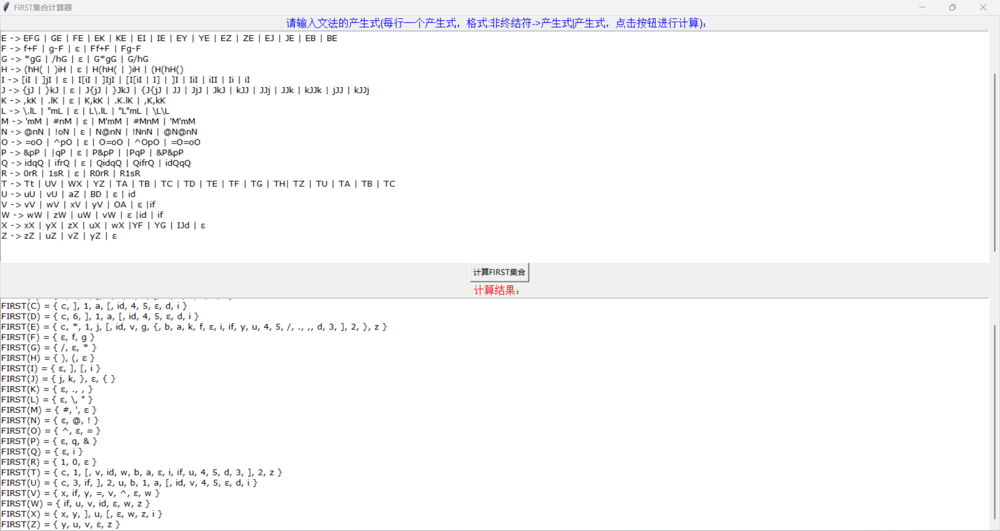 FIRST集合计算器
请输入文法的产生式(每行一个产生式，格式:非终结符->产生式|产生式，点击按钮进行计算)：
E -> EFG | GE | FE | EK | KE | EI | IE | EY | YE | EZ | ZE | EJ | JE | EB | BE
F -> f+F | g-F | ε | Ff+F | Fg-F
G -> *gG | /hG | ε | G*gG | G/hG
H -> (hH( | )iH | ε | H(hH( | )iH | (H(hH()
I -> [iI | ]jI | ε | I[iI | ]IjI | [I[iI | I] | ]I | IiI | iII | Ii | iI
J -> {jJ | }kJ | ε | J{jJ | }JkJ | {J{jJ | JJ | JjJ | JkJ | kJJ | JJj | JJk | kJJk | jJJ | kJJj
K -> ,kK | .lK | ε | K,kK | .K.lK | ,K,kK
L -> \.lL | "mL | ε | L\.lL | "L"mL | \L\L
M -> 'mM | #nM | ε | M'mM | #MnM | 'M'mM
N -> @nN | !oN | ε | N@nN | !NnN | @N@nN
O -> =oO | ^pO | ε | O=oO | ^OpO | =O=oO
P -> &pP | |qP | ε | P&pP | |PqP | &P&pP
Q -> idqQ | ifrQ | ε | QidqQ | QifrQ | idQqQ
R -> 0rR | 1sR | ε | R0rR | R1sR
T -> Tt | UV | WX | YZ | TA | TB | TC | TD | TE | TF | TG | TH| TZ | TU | TA | TB | TC
U -> uU | vU | aZ | BD | ε | id
V -> vV | wV | xV | yV | OA | ε |if
W -> wW | zW | uW | vW | ε |id | if
X -> xX | yX | zX | uX | wX |YF | YG | IJd | ε
Z -> zZ | uZ | vZ | yZ | ε
计算FIRST集合
计算结果：
FIRST(C) = { c, ], 1, a, [, id, 4, 5, ε, d, i }
FIRST(D) = { c, 6, ], 1, a, [, id, 4, 5, ε, d, i }
FIRST(E) = { c, *, 1, j, [, id, v, g, {, b, a, k, f, ε, i, if, y, u, 4, 5, /, ., ,, d, 3, ], 2, }, z }
FIRST(F) = { ε, f, g }
FIRST(G) = { /, ε, * }
FIRST(H) = { ), (, ε }
FIRST(I) = { ε, ], [, i }
FIRST(J) = { j, k, }, ε, { }
FIRST(K) = { ε, ., , }
FIRST(L) = { ε, \, " }
FIRST(M) = { #, ', ε }
FIRST(N) = { ε, @, ! }
FIRST(O) = { ^, ε, = }
FIRST(P) = { ε, q, & }
FIRST(Q) = { ε, i }
FIRST(R) = { 1, 0, ε }
FIRST(T) = { c, 1, [, v, id, w, b, a, ε, i, if, u, 4, 5, d, 3, ], 2, z }
FIRST(U) = { c, 3, if, ], 2, u, b, 1, a, [, id, v, 4, 5, ε, d, i }
FIRST(V) = { x, if, y, =, v, ^, ε, w }
FIRST(W) = { if, u, v, id, ε, w, z }
FIRST(X) = { x, y, ], u, [, ε, w, z, i }
FIRST(Z) = { y, u, v, ε, z }